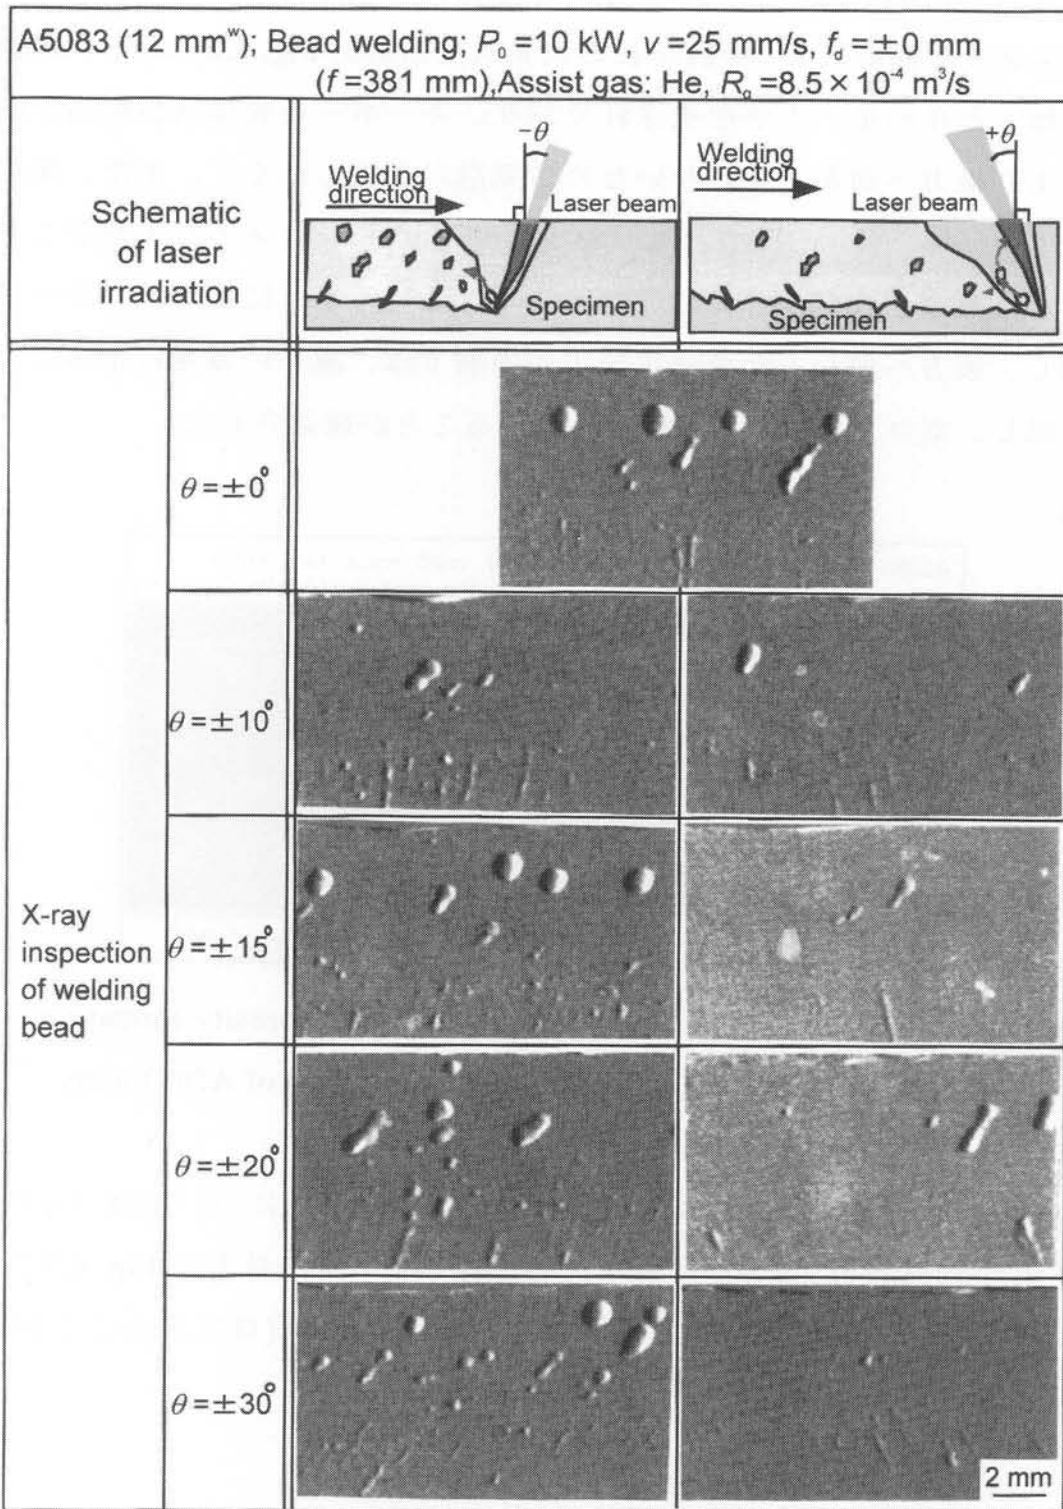 A5083 (12 mmʷ); Bead welding; P₀ =10 kW, v =25 mm/s, f_d =±0 mm
(f =381 mm),Assist gas: He, R_g =8.5×10⁻⁴ m³/s
Schematic
of laser
irradiation
−θ
Welding
direction
Laser beam
Specimen
+θ
Welding
direction
Laser beam
Specimen
X-ray
inspection
of welding
bead
θ =±0°
θ =±10°
θ =±15°
θ =±20°
θ =±30°
2 mm